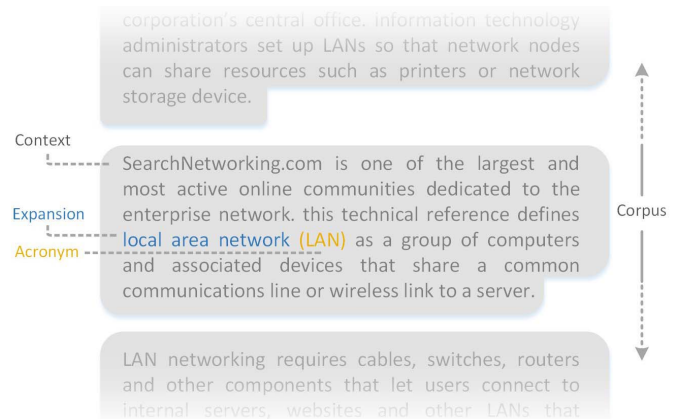 corporation's central office. Information technology
administrators set up LANs so that network nodes
can share resources such as printers or network
storage device.
Context
SearchNetworking.com is one of the largest and
most active online communities dedicated to the
enterprise network. this technical reference defines
Expansion
local area network (LAN) as a group of computers
Acronym
and associated devices that share a common
communications line or wireless link to a server.
Corpus
LAN networking requires cables, switches, routers
and other components that let users connect to
internal servers, websites and other LANs that